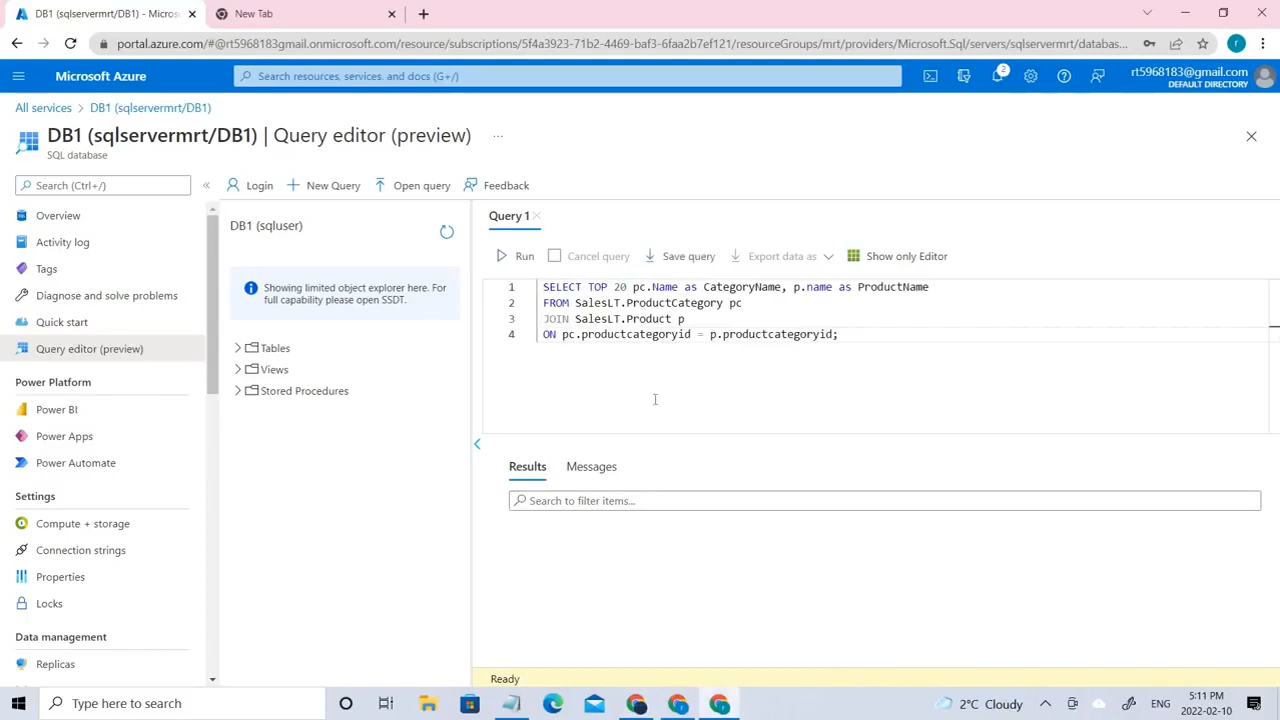 DB1 (sqlservermrt/DB1) - Micros
New Tab
portal.azure.com/#@rt5968183gmail.onmicrosoft.com/resource/subscriptions/5f4a3923-71b2-4469-baf3-6faa2b7ef121/resourceGroups/mrt/providers/Microsoft.Sql/servers/sqlservermrt/databas...
r
Microsoft Azure
Search resources, services, and docs (G+/)
2
rt5968183@gmail.com
DEFAULT DIRECTORY
All services > DB1 (sqlservermrt/DB1)
DB1 (sqlservermrt/DB1) | Query editor (preview) ...
SQL database
Search (Ctrl+/)
«
Login
New Query
Open query
Feedback
Overview
Activity log
Tags
Diagnose and solve problems
Quick start
Query editor (preview)
Power Platform
Power BI
Power Apps
Power Automate
Settings
Compute + storage
Connection strings
Properties
Locks
Data management
Replicas
DB1 (sqluser)
Showing limited object explorer here. For
full capability please open SSDT.
Tables
Views
Stored Procedures
Query 1
Run
Cancel query
Save query
Export data as
Show only Editor
1 SELECT TOP 20 pc.Name as CategoryName, p.name as ProductName
2 FROM SalesLT.ProductCategory pc
3 JOIN SalesLT.Product p
4 ON pc.productcategoryid = p.productcategoryid;
Results
Messages
Search to filter items...
Ready
Type here to search
2°C Cloudy
ENG
5:11 PM
2022-02-10